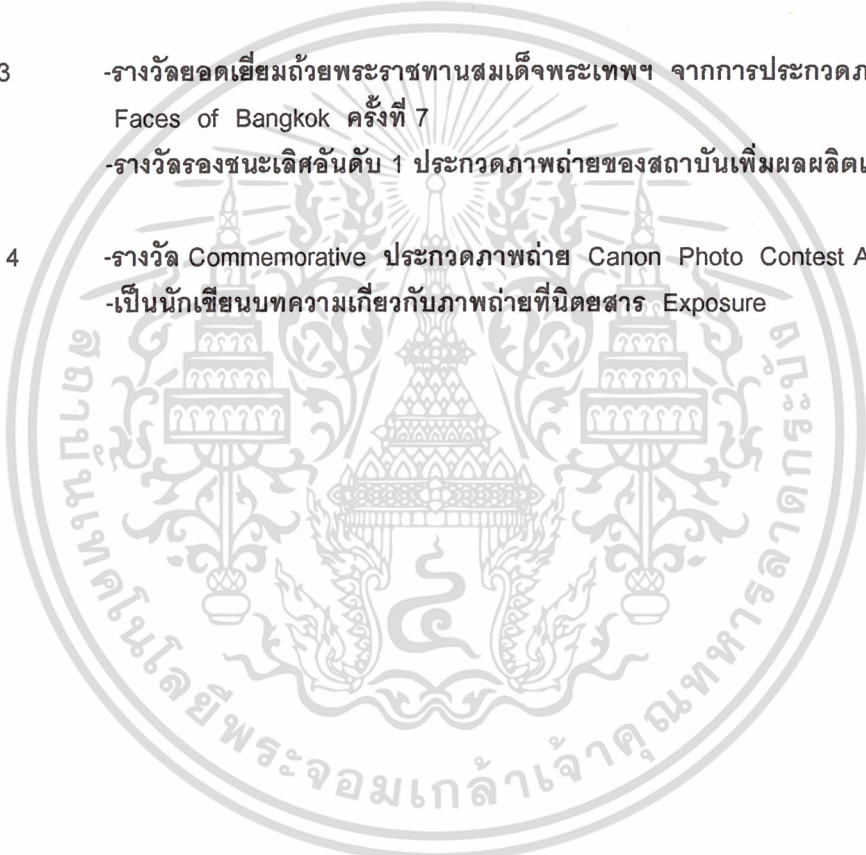 3 -รางวัลยอดเยี่ยมถ้วยพระราชทานสมเด็จพระเทพฯ จากการประกวดภ
Faces of Bangkok ครั้งที่ 7
-รางวัลรองชนะเลิศอันดับ 1 ประกวดภาพถ่ายของสถาบันเพิ่มผลผลิตแ
4 -รางวัล Commemorative ประกวดภาพถ่าย Canon Photo Contest A
-เป็นนักเขียนบทความเกี่ยวกับภาพถ่ายที่นิตยสาร Exposure
สถาบันเทคโนโลยีพระจอมเกล้าเจ้าคุณทหารลาดกระบัง